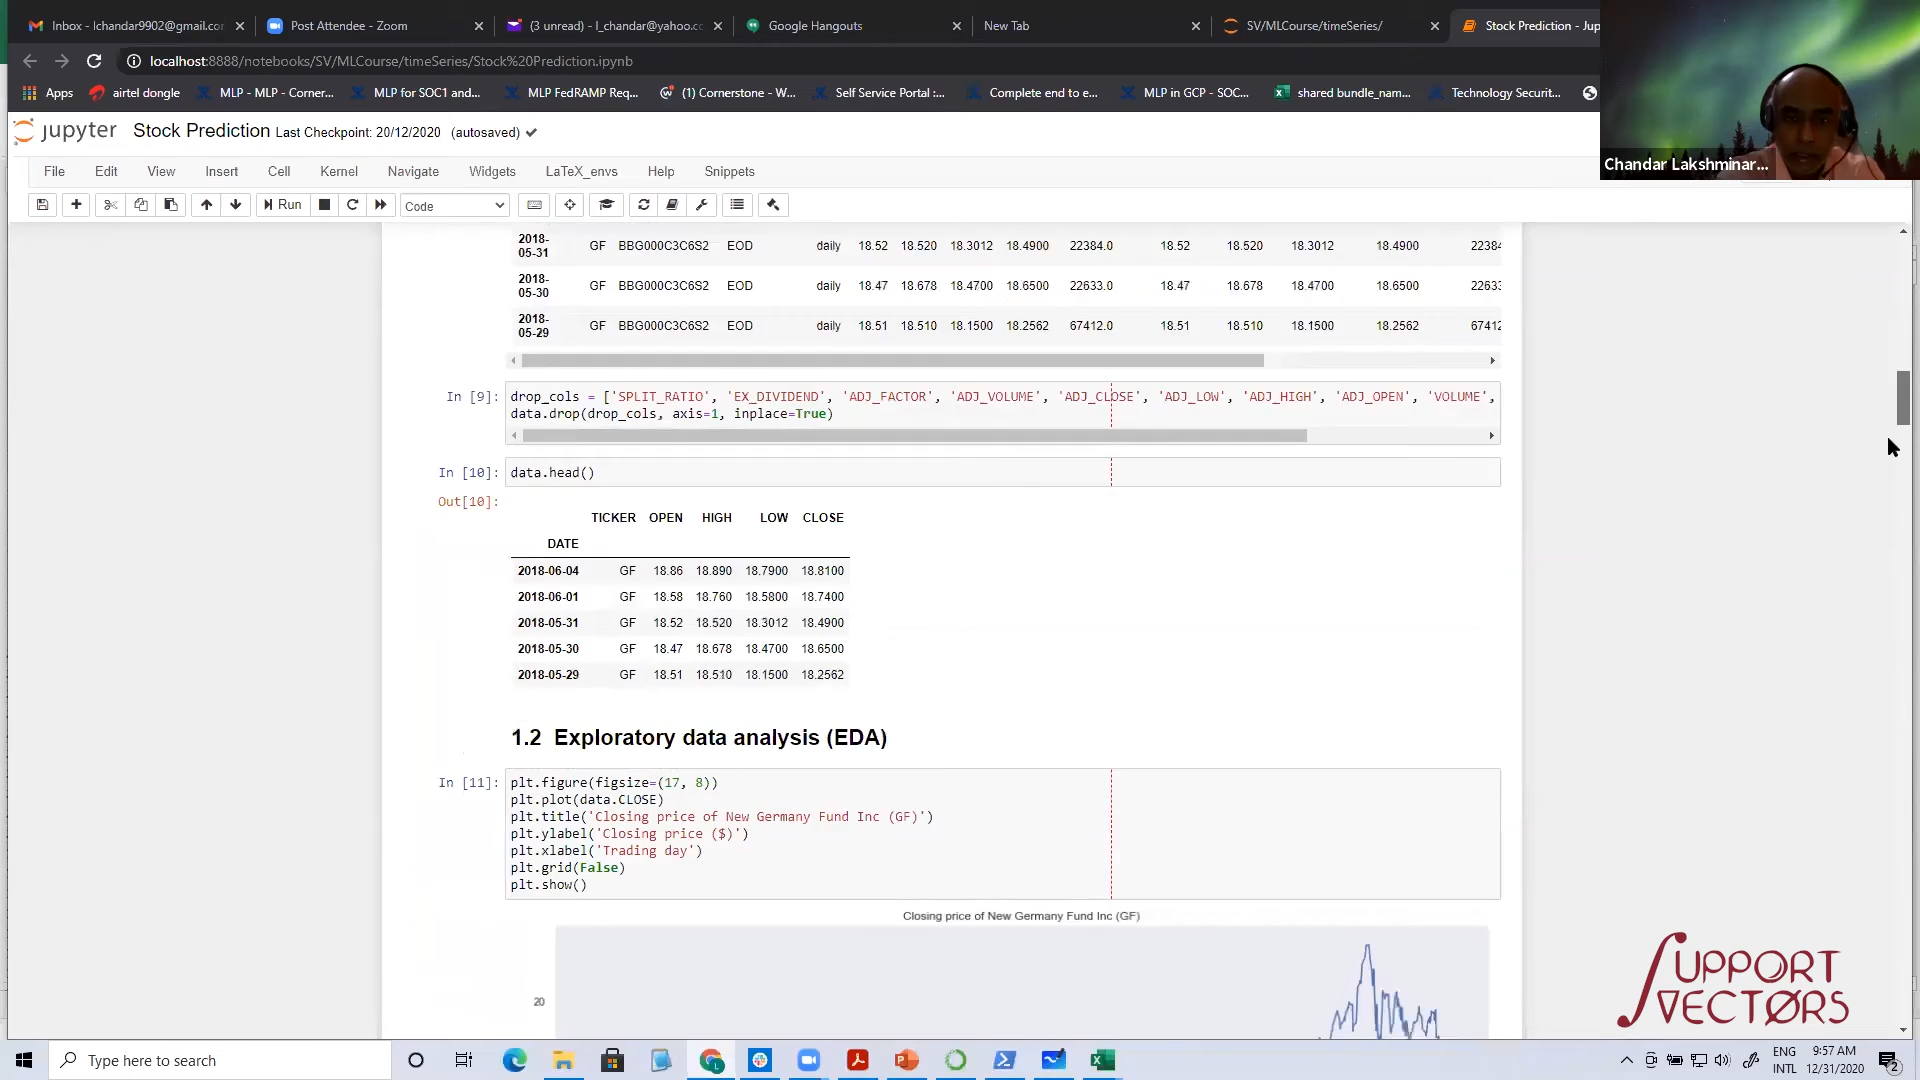 Inbox - lchandar9902@gmail.co
Post Attendee - Zoom
(3 unread) - l_chandar@yahoo.cc
Google Hangouts
New Tab
SV/MLCourse/timeSeries/
Stock Prediction - Jup
localhost:8888/notebooks/SV/MLCourse/timeSeries/Stock%20Prediction.ipynb
Apps
airtel dongle
MLP - MLP - Corner...
MLP for SOC1 and...
MLP FedRAMP Req...
(1) Cornerstone - W...
Self Service Portal :...
Complete end to e...
MLP in GCP - SOC...
shared bundle_nam...
Technology Securit...
jupyter Stock Prediction Last Checkpoint: 20/12/2020 (autosaved)
Chandar Lakshminar...
File Edit View Insert Cell Kernel Navigate Widgets LaTeX_envs Help Snippets
Run Code
2018-
05-31 GF BBG000C3C6S2 EOD daily 18.52 18.520 18.3012 18.4900 22384.0 18.52 18.520 18.3012 18.4900 22384
2018-
05-30 GF BBG000C3C6S2 EOD daily 18.47 18.678 18.4700 18.6500 22633.0 18.47 18.678 18.4700 18.6500 22633
2018-
05-29 GF BBG000C3C6S2 EOD daily 18.51 18.510 18.1500 18.2562 67412.0 18.51 18.510 18.1500 18.2562 67412
In [9]: drop_cols = ['SPLIT_RATIO', 'EX_DIVIDEND', 'ADJ_FACTOR', 'ADJ_VOLUME', 'ADJ_CLOSE', 'ADJ_LOW', 'ADJ_HIGH', 'ADJ_OPEN', 'VOLUME',
data.drop(drop_cols, axis=1, inplace=True)
In [10]: data.head()
Out[10]:
TICKER OPEN HIGH LOW CLOSE
DATE
2018-06-04 GF 18.86 18.890 18.7900 18.8100
2018-06-01 GF 18.58 18.760 18.5800 18.7400
2018-05-31 GF 18.52 18.520 18.3012 18.4900
2018-05-30 GF 18.47 18.678 18.4700 18.6500
2018-05-29 GF 18.51 18.510 18.1500 18.2562
1.2 Exploratory data analysis (EDA)
In [11]: plt.figure(figsize=(17, 8))
plt.plot(data.CLOSE)
plt.title('Closing price of New Germany Fund Inc (GF)')
plt.ylabel('Closing price ($)')
plt.xlabel('Trading day')
plt.grid(False)
plt.show()
Closing price of New Germany Fund Inc (GF)
20
SUPPORT
VECTORS
Type here to search
ENG 9:57 AM
INTL 12/31/2020 2